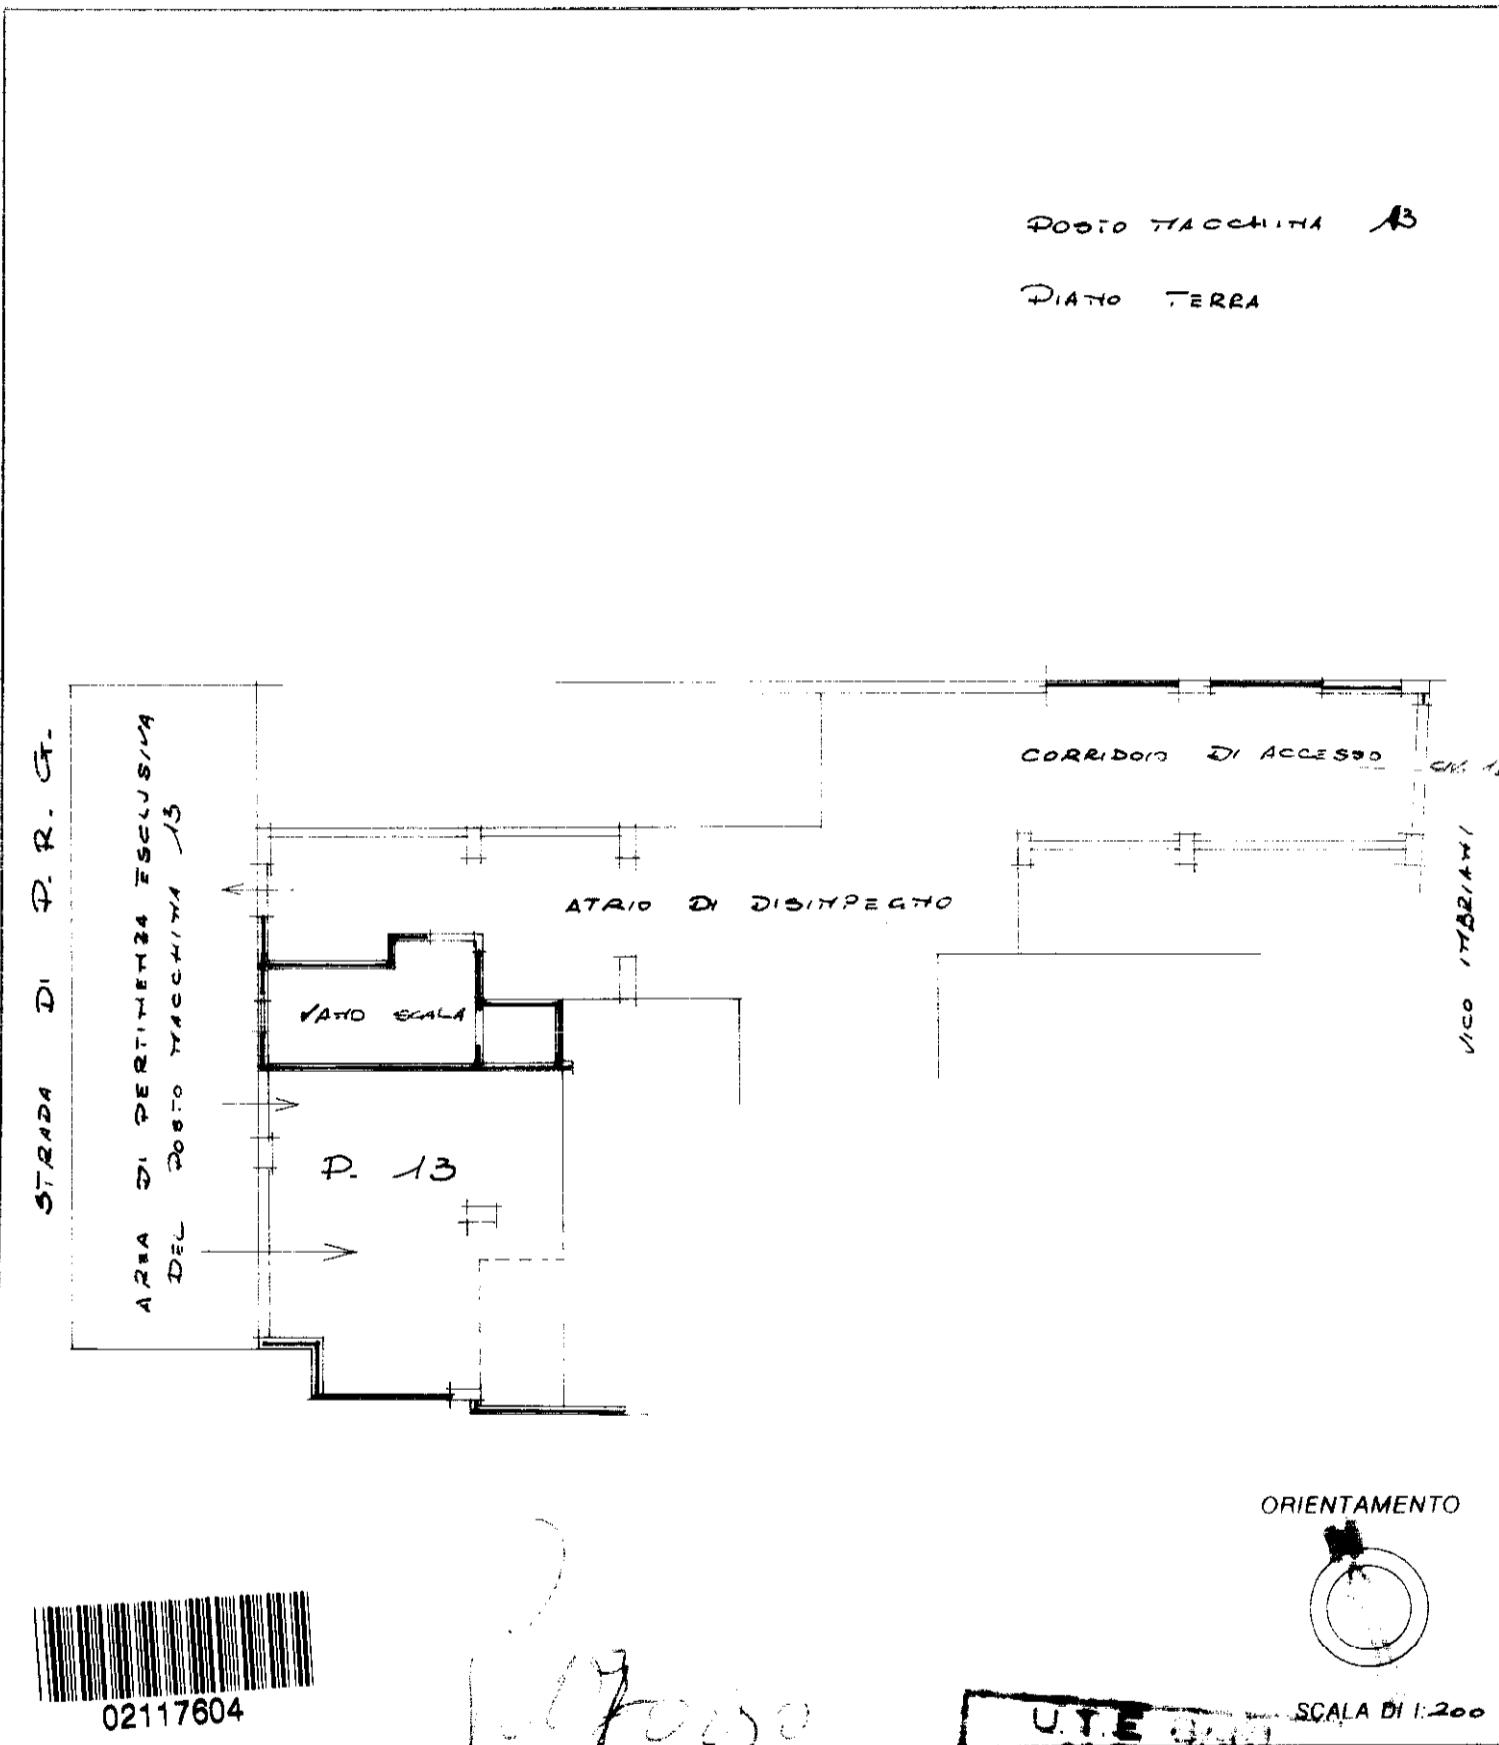 POSTO MACCHINA 13
PIANO TERRA
STRADA DI P. R. G.
AREA DI PERTINENZA ESCLUSIVA
DEL POSTO MACCHINA 13
CORRIDOIO DI ACCESSO
CIV.
VICO IMBRIANI
ATRIO DI DISIMPEGNO
VANO SCALA
P. 13
ORIENTAMENTO
02117604
U.T.E
SCALA DI 1:200